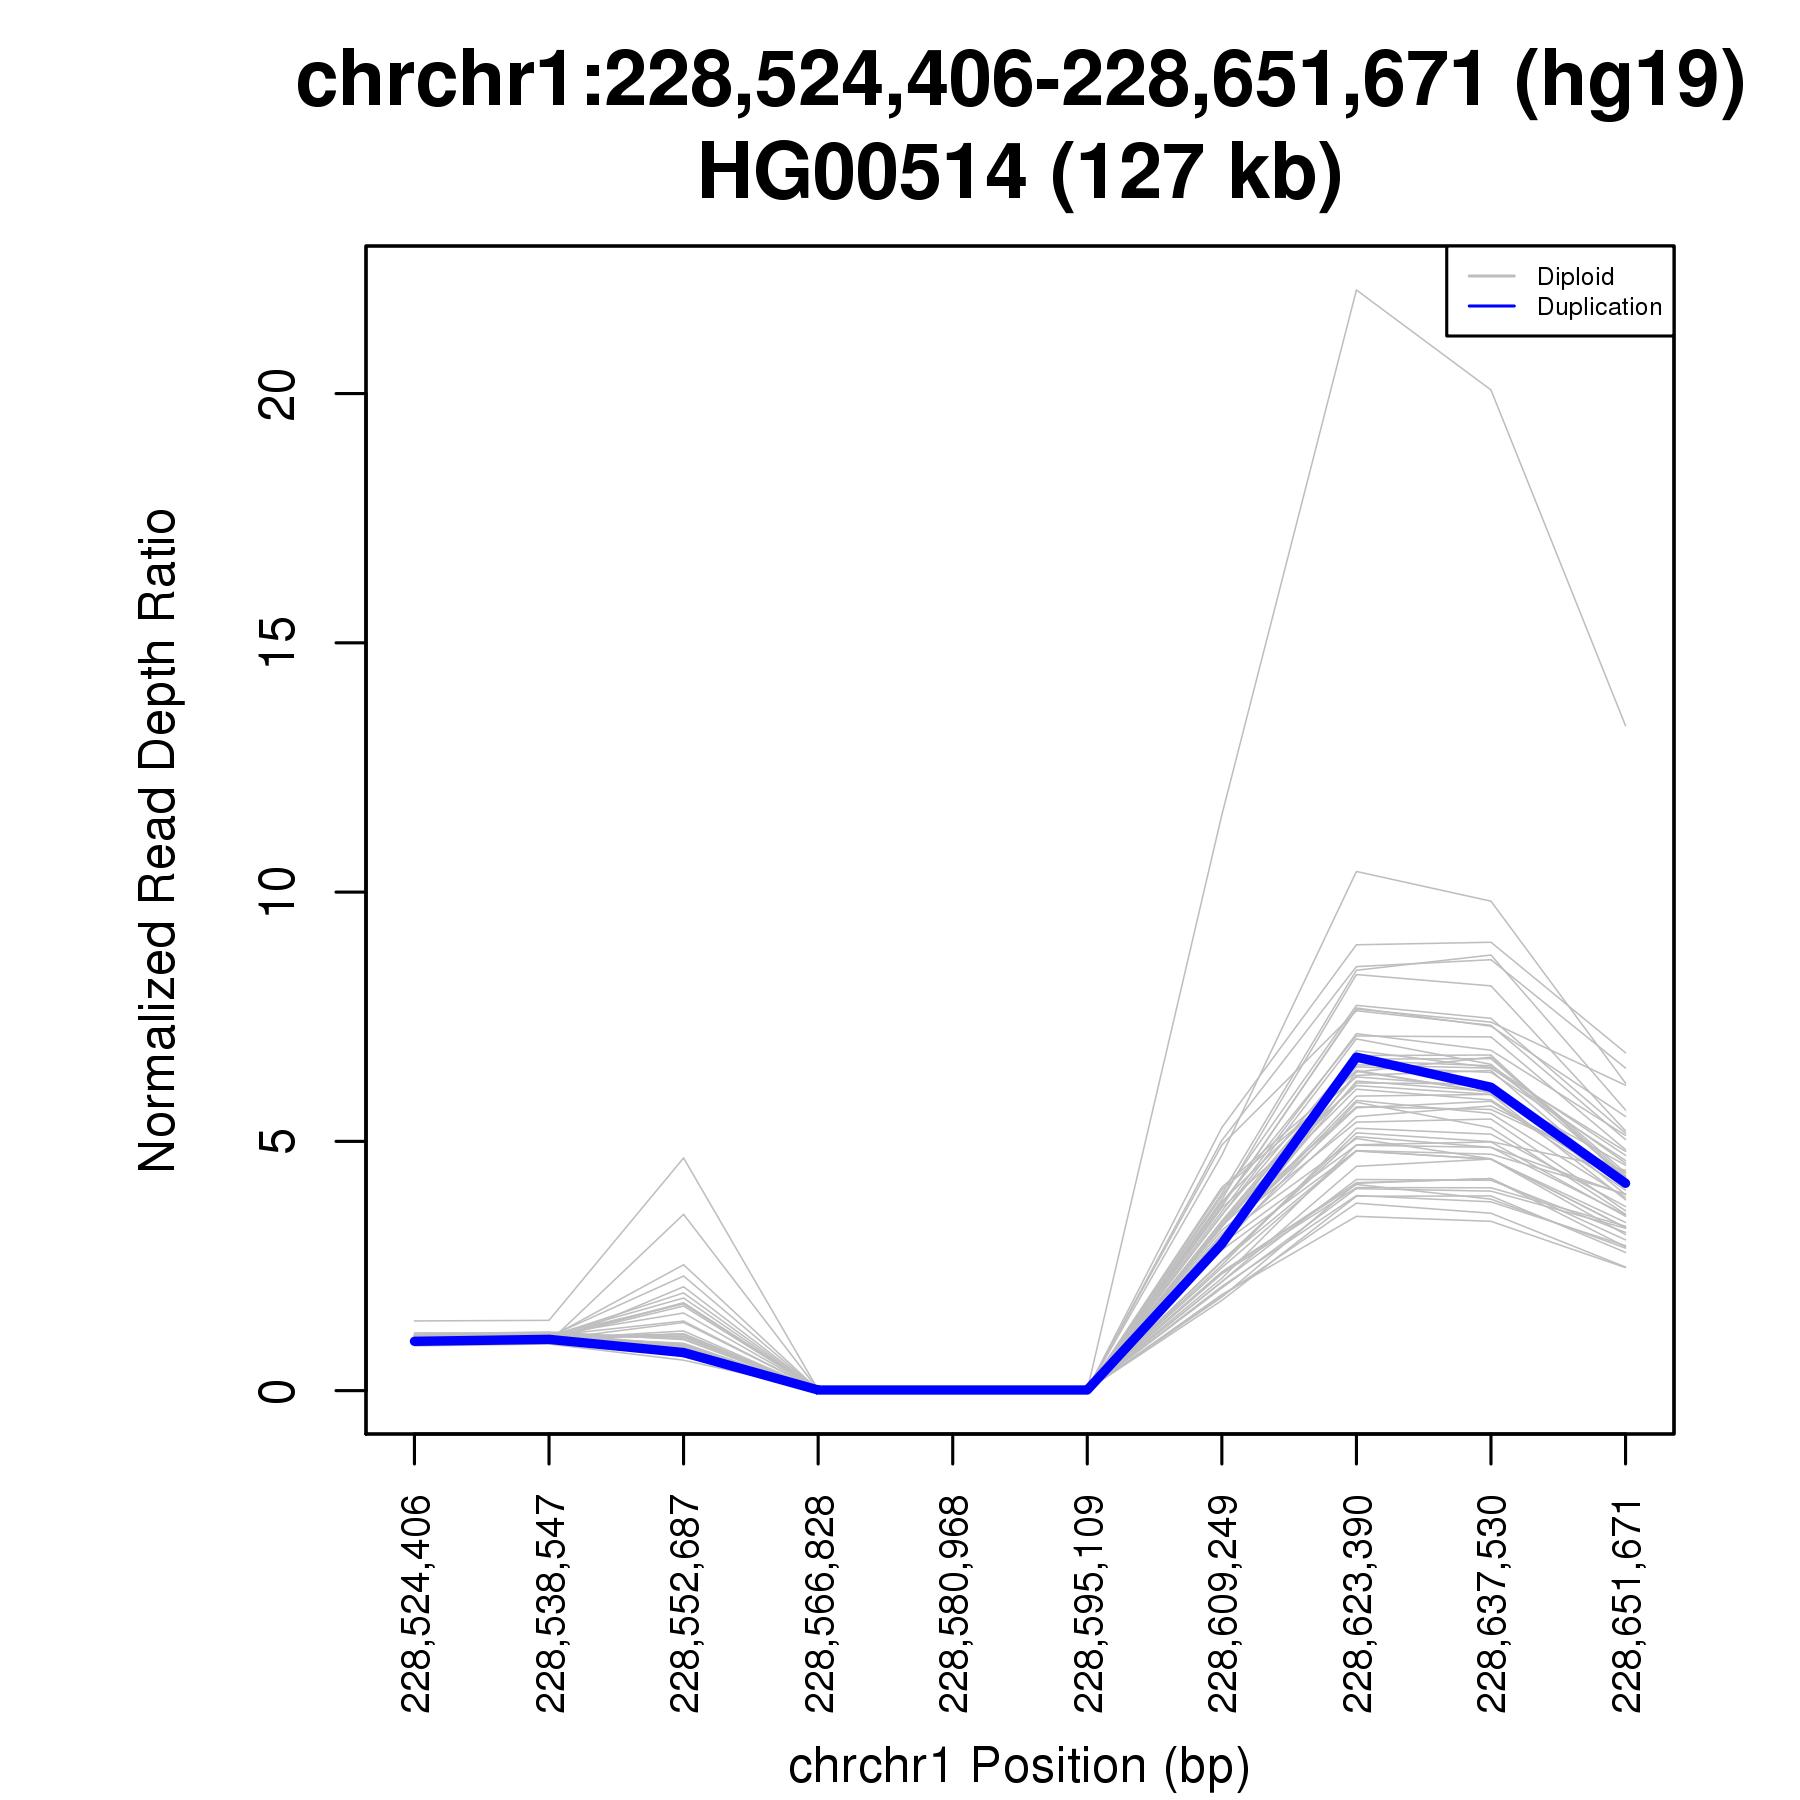 chrchr1:228,524,406-228,651,671 (hg19)
HG00514 (127 kb)
Diploid
Duplication
Normalized Read Depth Ratio
20
15
10
5
0
228,524,406
228,538,547
228,552,687
228,566,828
228,580,968
228,595,109
228,609,249
228,623,390
228,637,530
228,651,671
chrchr1 Position (bp)